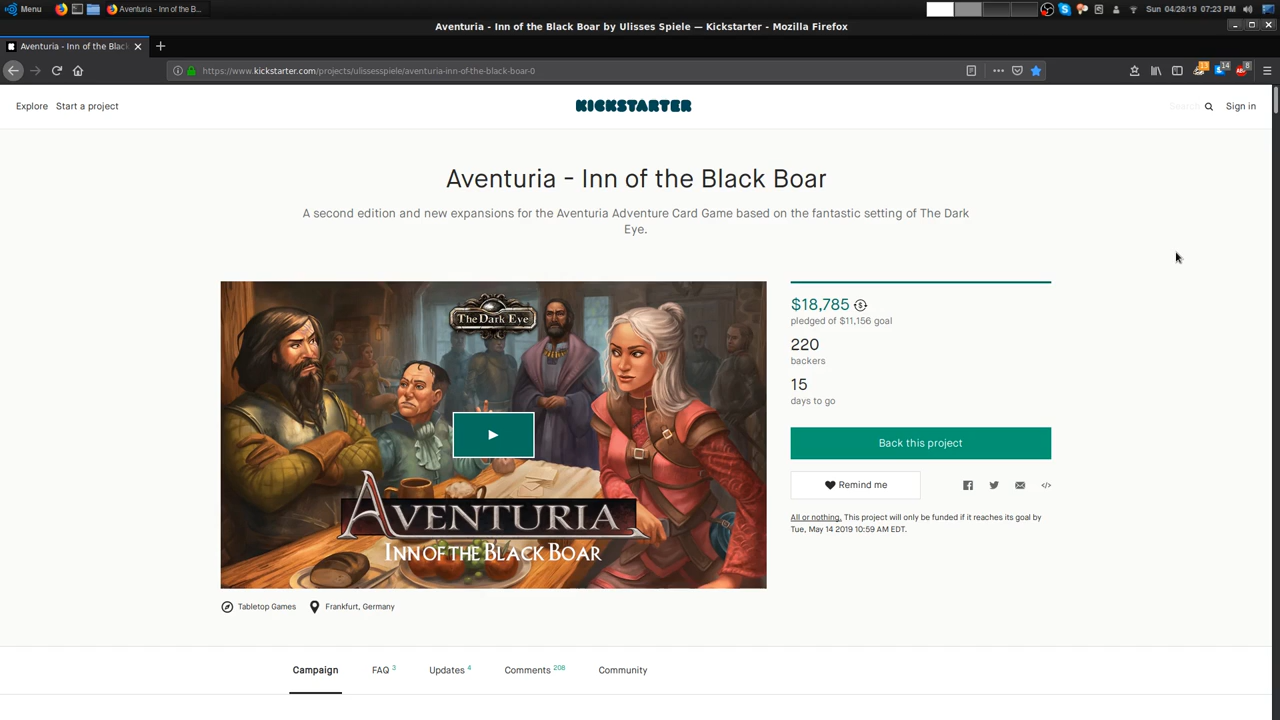 Menu
Aventuria - Inn of the B...
Sun 04/28/19 07:23 PM
Aventuria - Inn of the Black Boar by Ulisses Spiele — Kickstarter - Mozilla Firefox
Aventuria - Inn of the Black
https://www.kickstarter.com/projects/ulissesspiele/aventuria-inn-of-the-black-boar-0
Explore Start a project
KICKSTARTER
Search
Sign in
Aventuria - Inn of the Black Boar
A second edition and new expansions for the Aventuria Adventure Card Game based on the fantastic setting of The Dark
Eye.
The Dark Eye
AVENTURIA
INN OF THE BLACK BOAR
$18,785
pledged of $11,156 goal
220
backers
15
days to go
Back this project
Remind me
All or nothing. This project will only be funded if it reaches its goal by
Tue, May 14 2019 10:59 AM EDT.
Tabletop Games Frankfurt, Germany
Campaign FAQ 3 Updates 4 Comments 208 Community